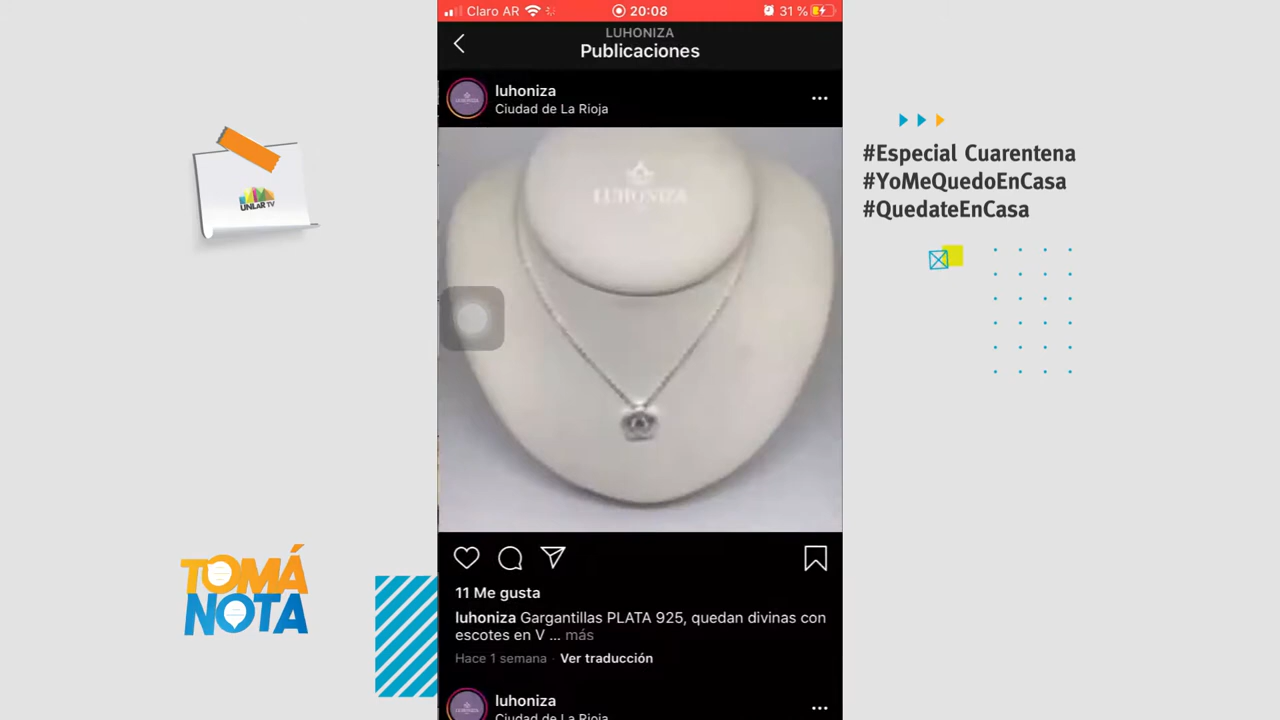 Claro AR
20:08
31 %
LUHONIZA
Publicaciones
luhoniza
Ciudad de La Rioja
LUHONIZA
11 Me gusta
luhoniza Gargantillas PLATA 925, quedan divinas con
escotes en V ... más
Hace 1 semana · Ver traducción
luhoniza
Ciudad de La Rioja
UNLAR TV
TOMÁ
NOTA
#Especial Cuarentena
#YoMeQuedoEnCasa
#QuedateEnCasa